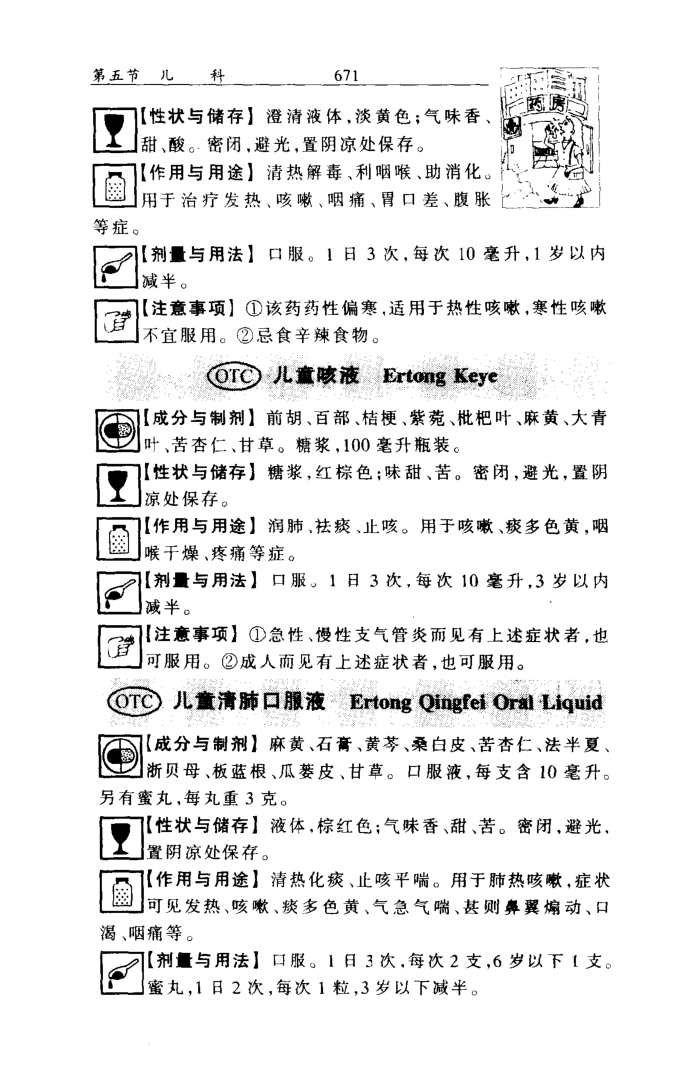 第五节 儿 科 671
药房
【性状与储存】 澄清液体,淡黄色;气味香、
甜、酸。密闭,避光,置阴凉处保存。
【作用与用途】 清热解毒、利咽喉、助消化。
用于治疗发热、咳嗽、咽痛、胃口差、腹胀
等症。
【剂量与用法】 口服。1 日 3 次,每次 10 毫升,1 岁以内
减半。
【注意事项】 ①该药药性偏寒,适用于热性咳嗽,寒性咳嗽
不宜服用。②忌食辛辣食物。
OTC 儿童咳液 Ertong Keye
【成分与制剂】 前胡、百部、桔梗、紫菀、枇杷叶、麻黄、大青
叶、苦杏仁、甘草。糖浆,100 毫升瓶装。
【性状与储存】 糖浆,红棕色;味甜、苦。密闭,避光,置阴
凉处保存。
【作用与用途】 润肺、祛痰、止咳。用于咳嗽、痰多色黄,咽
喉干燥、疼痛等症。
【剂量与用法】 口服。1 日 3 次,每次 10 毫升,3 岁以内
减半。
【注意事项】 ①急性、慢性支气管炎而见有上述症状者,也
可服用。②成人而见有上述症状者,也可服用。
OTC 儿童清肺口服液 Ertong Qingfei Oral Liquid
【成分与制剂】 麻黄、石膏、黄芩、桑白皮、苦杏仁、法半夏、
浙贝母、板蓝根、瓜蒌皮、甘草。口服液,每支含 10 毫升。
另有蜜丸,每丸重 3 克。
【性状与储存】 液体,棕红色;气味香、甜、苦。密闭,避光,
置阴凉处保存。
【作用与用途】 清热化痰、止咳平喘。用于肺热咳嗽,症状
可见发热、咳嗽、痰多色黄、气急气喘、甚则鼻翼煽动、口
渴、咽痛等。
【剂量与用法】 口服。1 日 3 次,每次 2 支,6 岁以下 1 支。
蜜丸,1 日 2 次,每次 1 粒,3 岁以下减半。